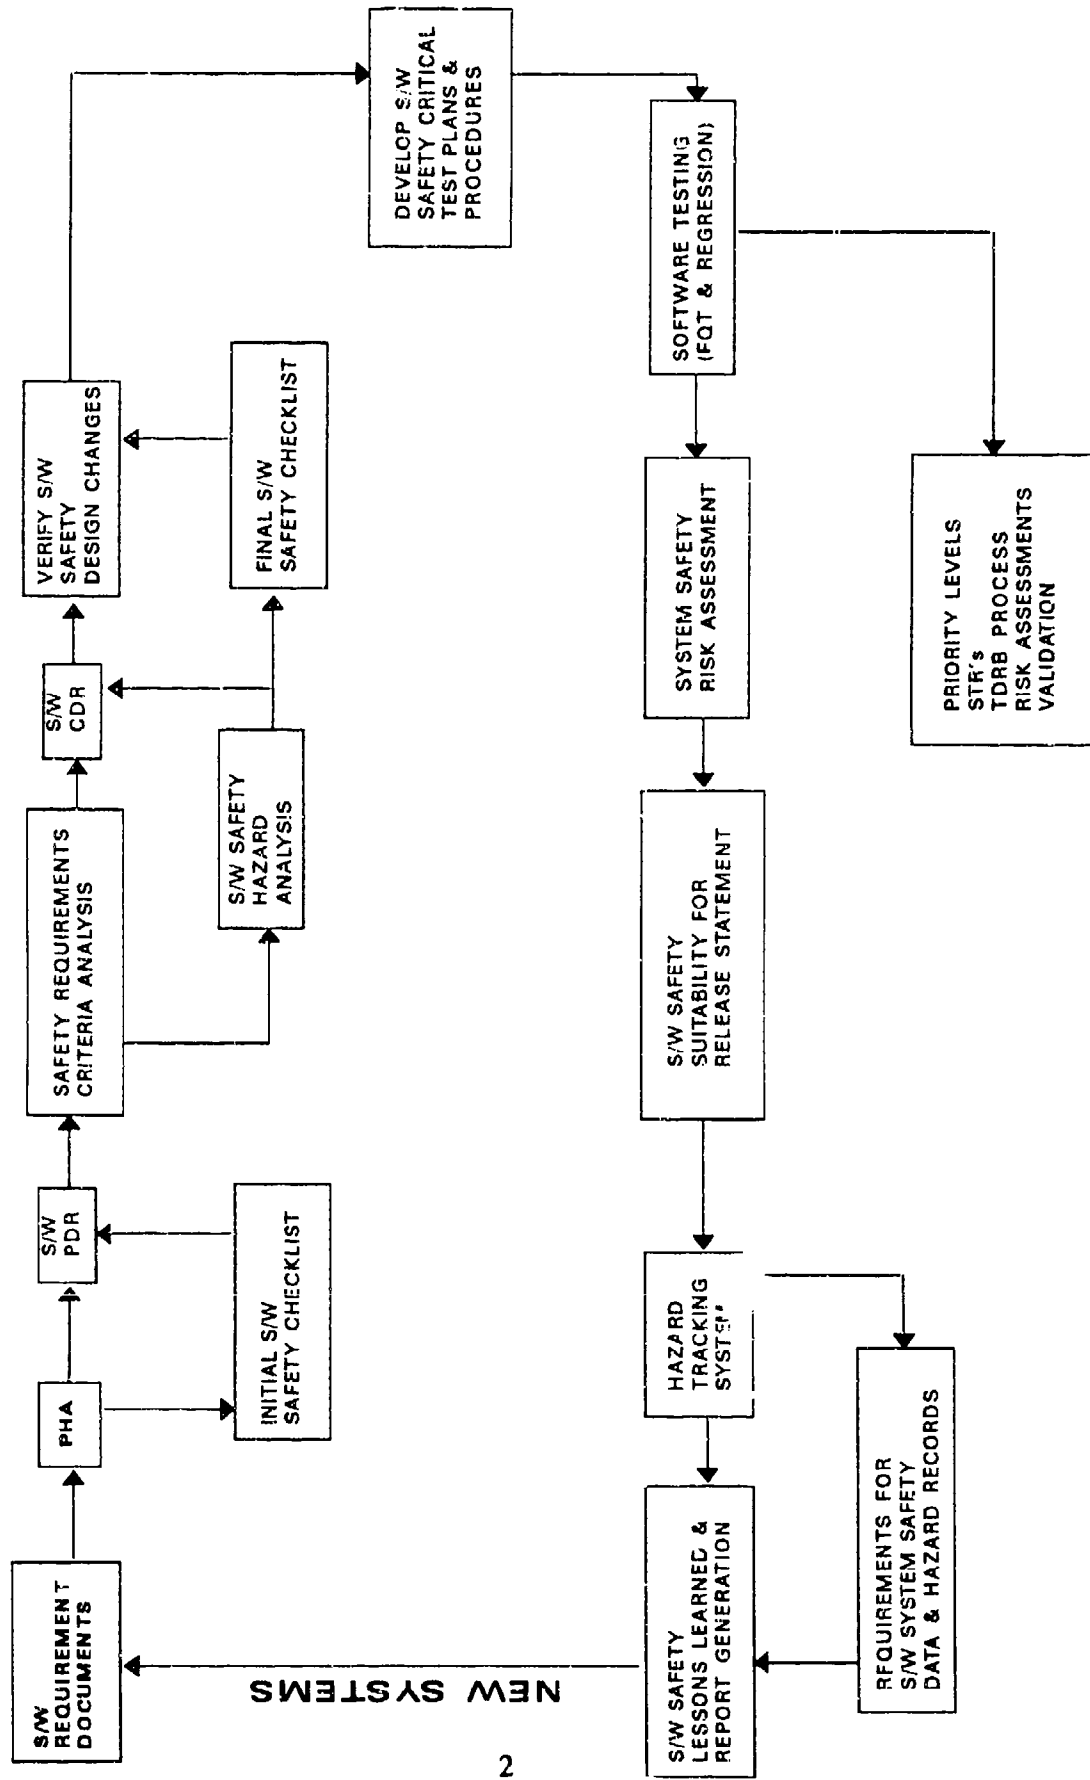 S/W
REQUIREMENT
DOCUMENTS
PHA
INITIAL S/W
SAFETY CHECKLIST
S/W
PDR
SAFETY REQUIREMENTS
CRITERIA ANALYSIS
S/W SAFETY
HAZARD
ANALYSIS
S/W
CDR
FINAL S/W
SAFETY CHECKLIST
VERIFY S/W
SAFETY
DESIGN CHANGES
DEVELOP S/W
SAFETY CRITICAL
TEST PLANS &
PROCEDURES
SOFTWARE TESTING
(FQT & REGRESSION)
PRIORITY LEVELS
STR's
TDRB PROCESS
RISK ASSESSMENTS
VALIDATION
SYSTEM SAFETY
RISK ASSESSMENT
S/W SAFETY
SUITABILITY FOR
RELEASE STATEMENT
HAZARD
TRACKING
SYSTEM
RFQUIREMENTS FOR
S/W SYSTEM SAFETY
DATA & HAZARD RECORDS
S/W SAFETY
LESSONS LEARNED &
REPORT GENERATION
NEW SYSTEMS
2